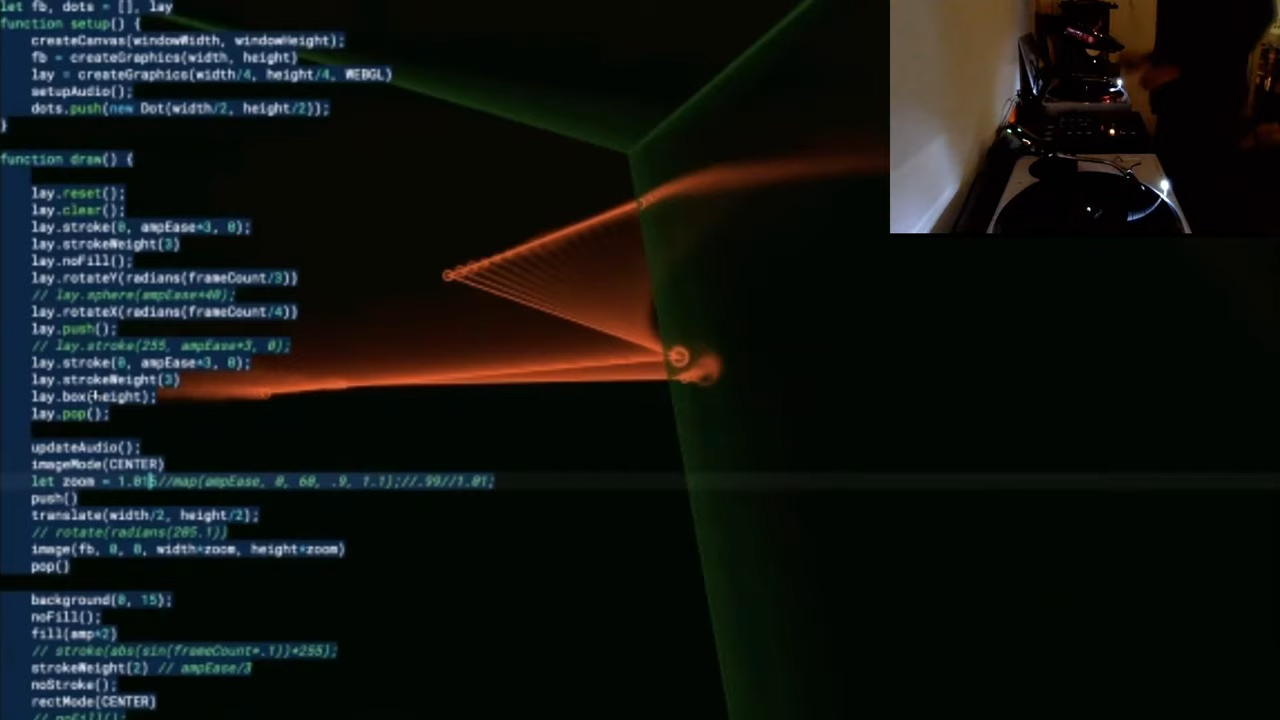 let fb, dots = [], lay
function setup() {
createCanvas(windowWidth, windowHeight);
fb = createGraphics(width, height)
lay = createGraphics(width/4, height/4, WEBGL)
setupAudio();
dots.push(new Dot(width/2, height/2));
}
function draw() {
lay.reset();
lay.clear();
lay.stroke(0, ampEase*3, 0);
lay.strokeWeight(3)
lay.noFill();
lay.rotateY(radians(frameCount/3))
// lay.sphere(ampEase*40);
lay.rotateX(radians(frameCount/4))
lay.push();
// lay.stroke(255, ampEase*3, 0);
lay.stroke(0, ampEase*3, 0);
lay.strokeWeight(3)
lay.box(height);
lay.pop();
updateAudio();
imageMode(CENTER)
let zoom = 1.015//map(ampEase, 0, 60, .9, 1.1);//.99//1.01;
push()
translate(width/2, height/2);
// rotate(radians(205.1))
image(fb, 0, 0, width*zoom, height*zoom)
pop()
background(0, 15);
noFill();
fill(amp*2)
// stroke(abs(sin(frameCount*.1))*255);
strokeWeight(2) // ampEase/3
noStroke();
rectMode(CENTER)
// noFill();